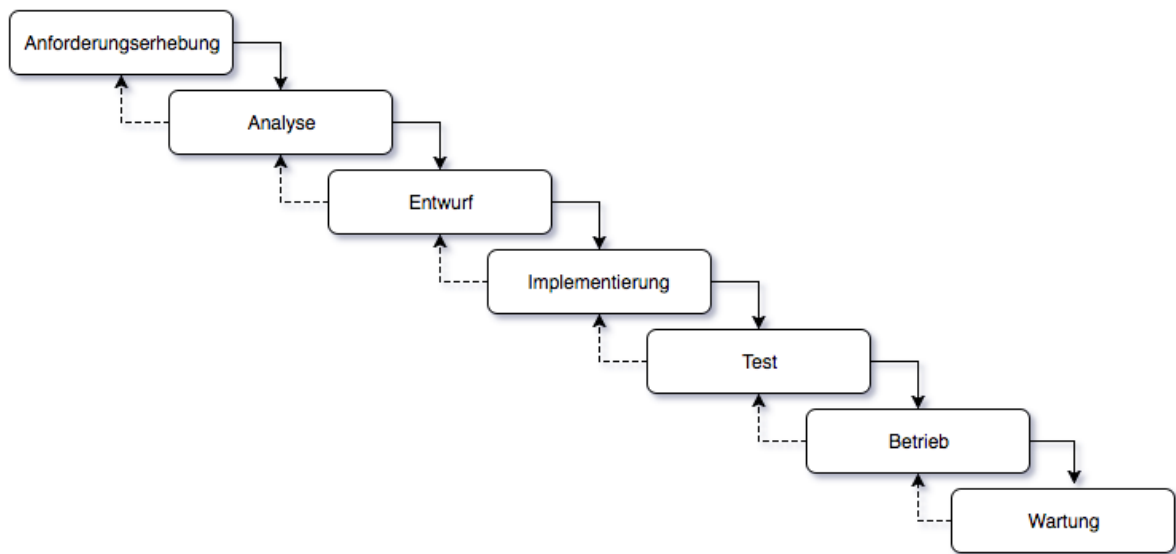 Anforderungserhebung
Analyse
Entwurf
Implementierung
Test
Betrieb
Wartung